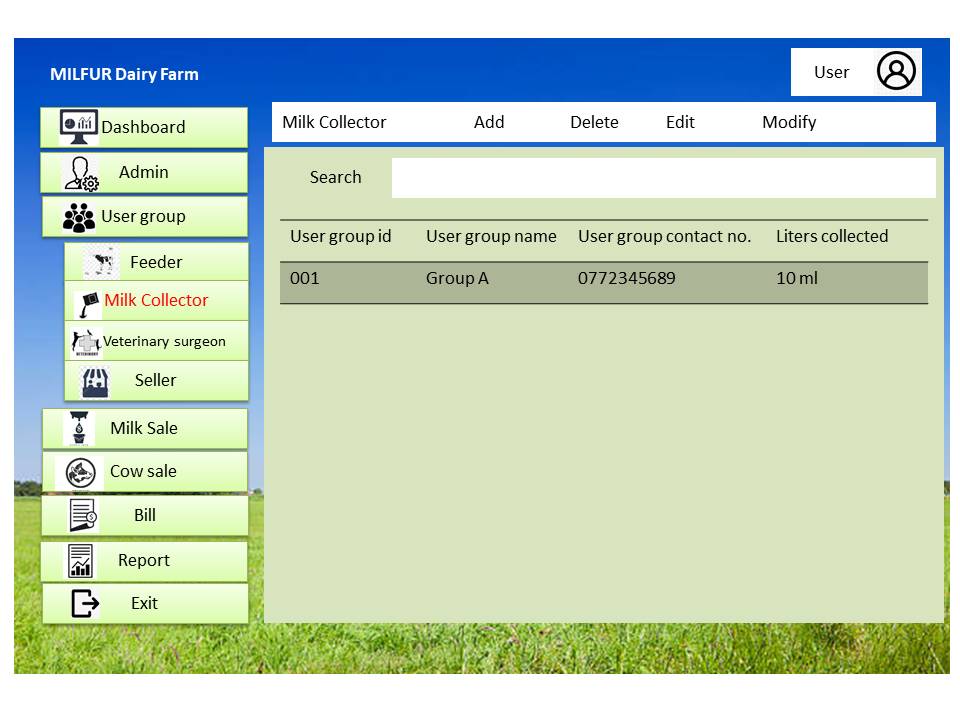 MILFUR Dairy Farm
User
Dashboard
Admin
User group
Feeder
Milk Collector
Veterinary surgeon
Seller
Milk Sale
Cow sale
Bill
Report
Exit
Milk Collector Add Delete Edit Modify
Search
User group id User group name User group contact no. Liters collected
001 Group A 0772345689 10 ml